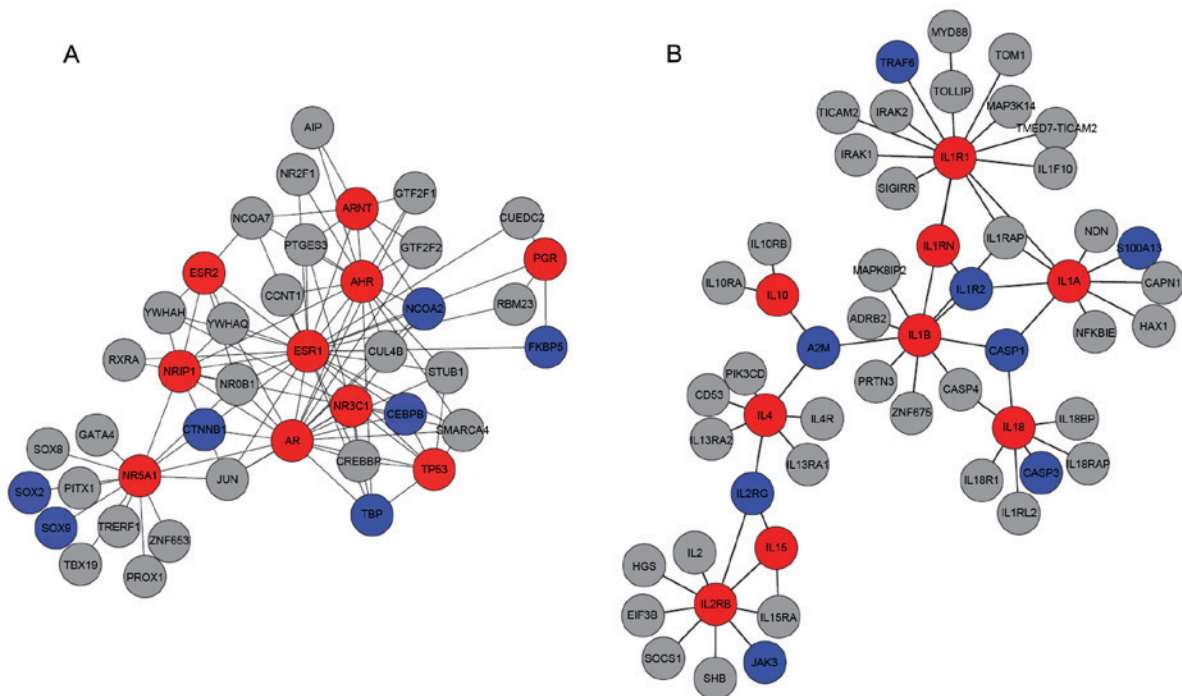 A
B
AIP
NR2F1
ARNT
GTF2F1
NCOA7
PTGES3
GTF2F2
CUEDC2
ESR2
AHR
PGR
CCNT1
NCOA2
RBM23
YWHAH
YWHAQ
ESR1
CUL4B
FKBP5
RXRA
NRIP1
NR0B1
STUB1
NR3C1
CEBPB
SMARCA4
CTNNB1
AR
GATA4
SOX8
CREBBP
TP53
NR5A1
JUN
SOX2
PITX1
TBP
SOX9
TRERF1
ZNF653
TBX19
PROX1
MYD88
TRAF6
TOM1
TOLLIP
TICAM2
IRAK2
MAP3K14
TMED7-TICAM2
IRAK1
IL1R1
IL1F10
SIGIRR
IL10RB
IL1RN
IL1RAP
NDN
S100A13
MAPK8IP2
IL10RA
IL10
IL1R2
IL1A
CAPN1
ADRB2
IL1B
NFKBIE
HAX1
A2M
CASP1
PIK3CD
PRTN3
CASP4
CD53
ZNF675
IL4
IL4R
IL18
IL18BP
IL13RA2
IL13RA1
IL18RAP
IL18R1
CASP3
IL2RG
IL1RL2
IL2
IL15
HGS
IL2RB
EIF3B
IL15RA
SOCS1
SHB
JAK3